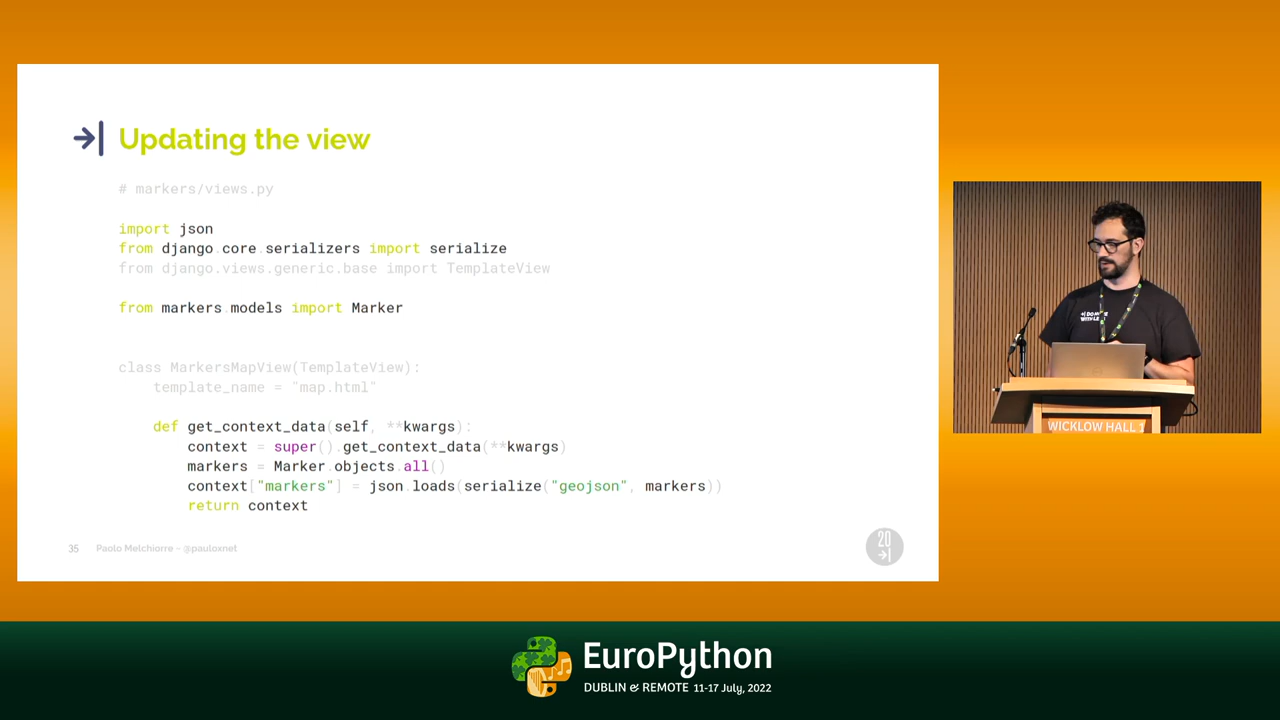 Updating the view
# markers/views.py
import json
from django.core.serializers import serialize
from django.views.generic.base import TemplateView
from markers.models import Marker
class MarkersMapView(TemplateView):
template_name = "map.html"
def get_context_data(self, **kwargs):
context = super().get_context_data(**kwargs)
markers = Marker.objects.all()
context["markers"] = json.loads(serialize("geojson", markers))
return context
35 Paolo Melchiorre - @pauloxnet
20
WICKLOW HALL 1
EuroPython
DUBLIN & REMOTE 11-17 July, 2022